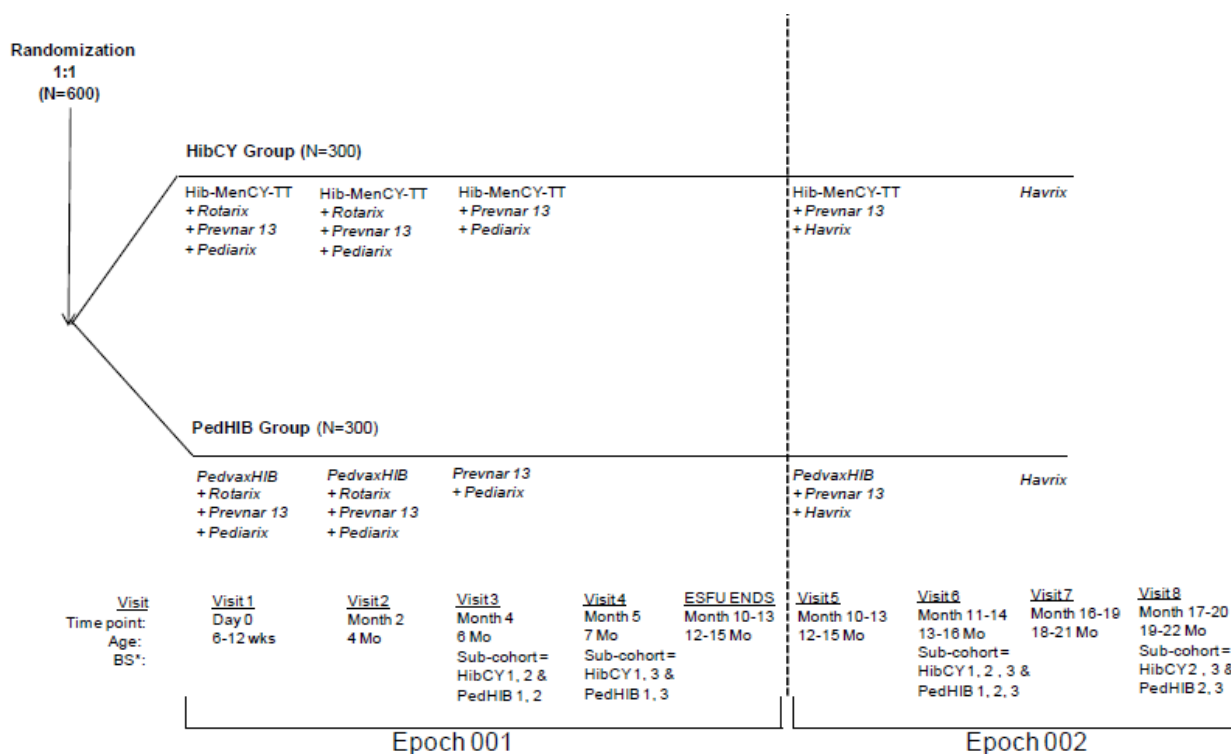 Randomization
1:1
(N=600)
HibCY Group (N=300)
Hib-MenCY-TT
+ Rotarix
+ Prevnar 13
+ Pediarix
Hib-MenCY-TT
+ Rotarix
+ Prevnar 13
+ Pediarix
Hib-MenCY-TT
+ Prevnar 13
+ Pediarix
Hib-MenCY-TT
+ Prevnar 13
+ Havrix
Havrix
PedHIB Group (N=300)
PedvaxHIB
+ Rotarix
+ Prevnar 13
+ Pediarix
PedvaxHIB
+ Rotarix
+ Prevnar 13
+ Pediarix
Prevnar 13
+ Pediarix
PedvaxHIB
+ Prevnar 13
+ Havrix
Havrix
Visit
Time point:
Age:
BS*:
Visit 1
Day 0
6-12 wks
Visit 2
Month 2
4 Mo
Visit 3
Month 4
6 Mo
Sub-cohort =
HibCY 1, 2 &
PedHIB 1, 2
Visit 4
Month 5
7 Mo
Sub-cohort =
HibCY 1, 3 &
PedHIB 1, 3
ESFU ENDS
Month 10-13
12-15 Mo
Visit 5
Month 10-13
12-15 Mo
Visit 6
Month 11-14
13-16 Mo
Sub-cohort =
HibCY 1, 2 , 3 &
PedHIB 1, 2, 3
Visit 7
Month 16-19
18-21 Mo
Visit 8
Month 17-20
19-22 Mo
Sub-cohort =
HibCY 2 , 3 &
PedHIB 2, 3
Epoch 001
Epoch 002